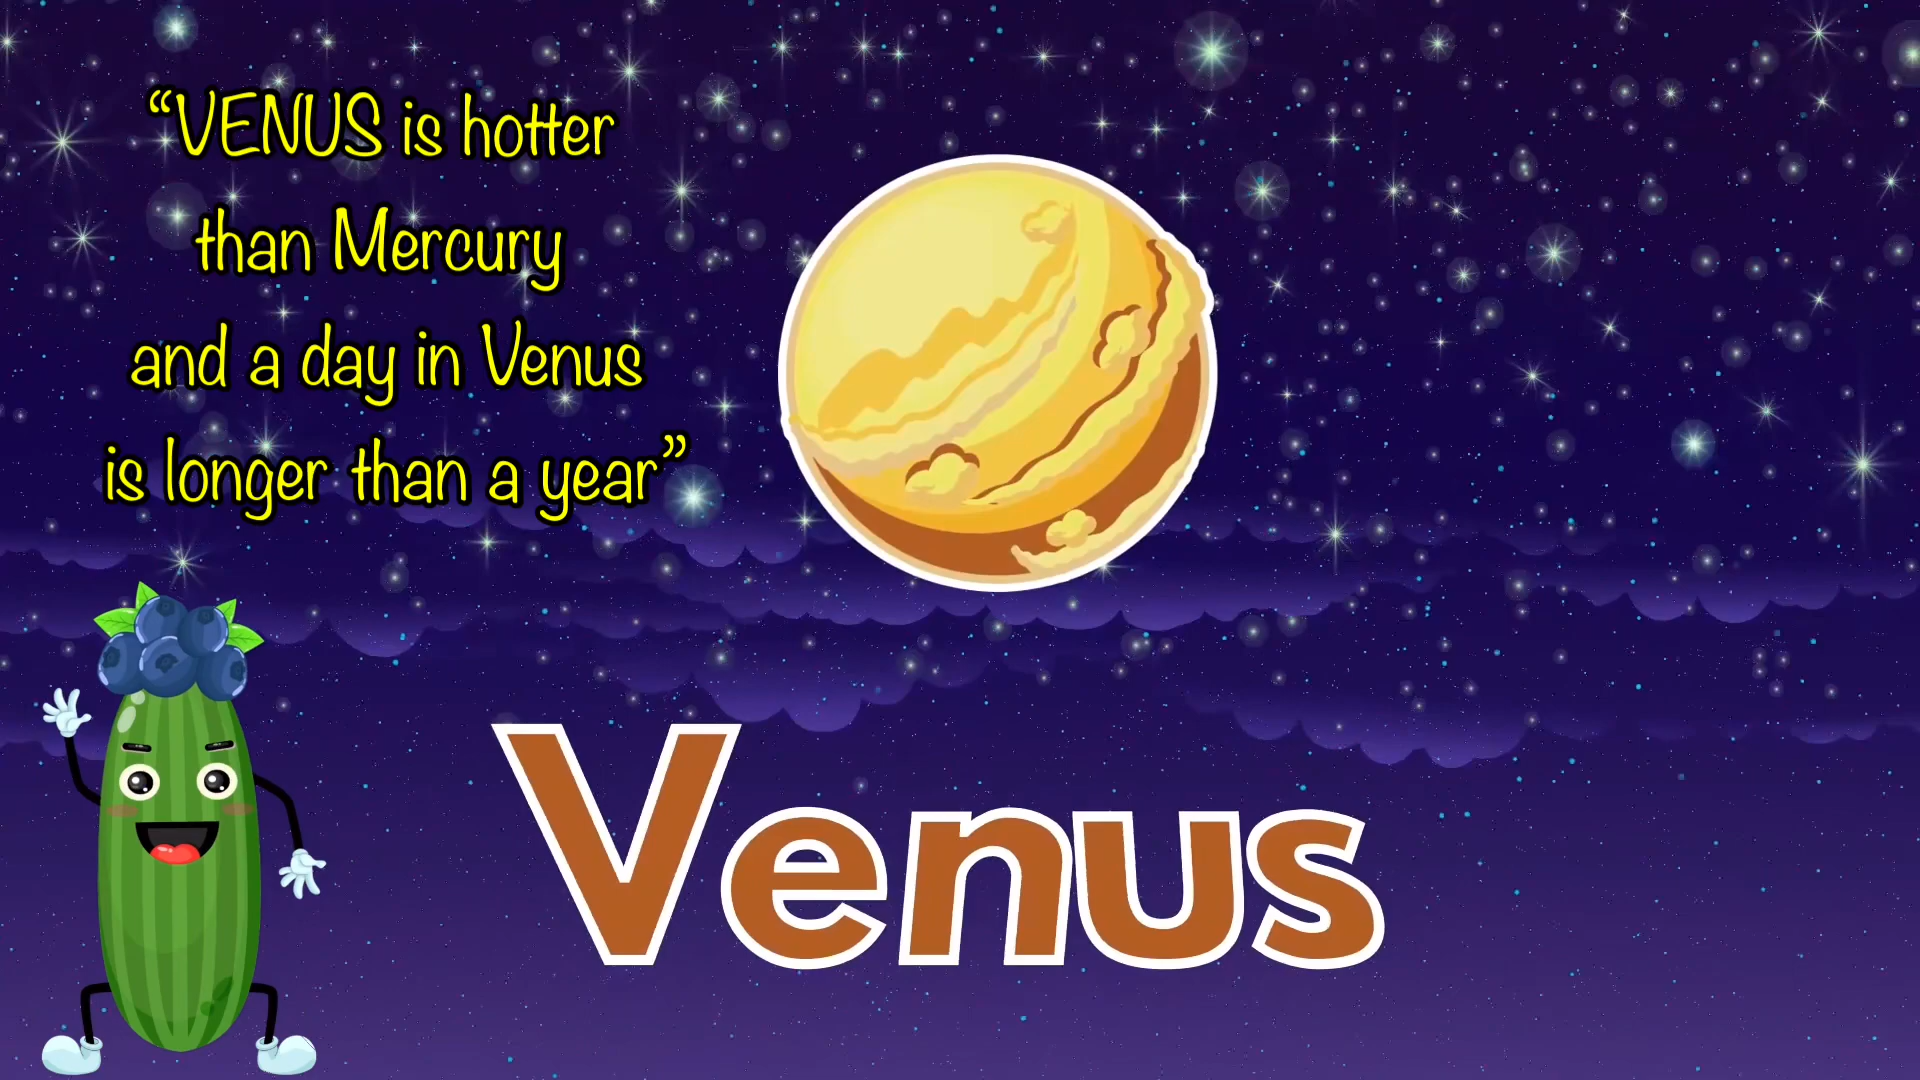 “VENUS is hotter
than Mercury
and a day in Venus
is longer than a year”
Venus